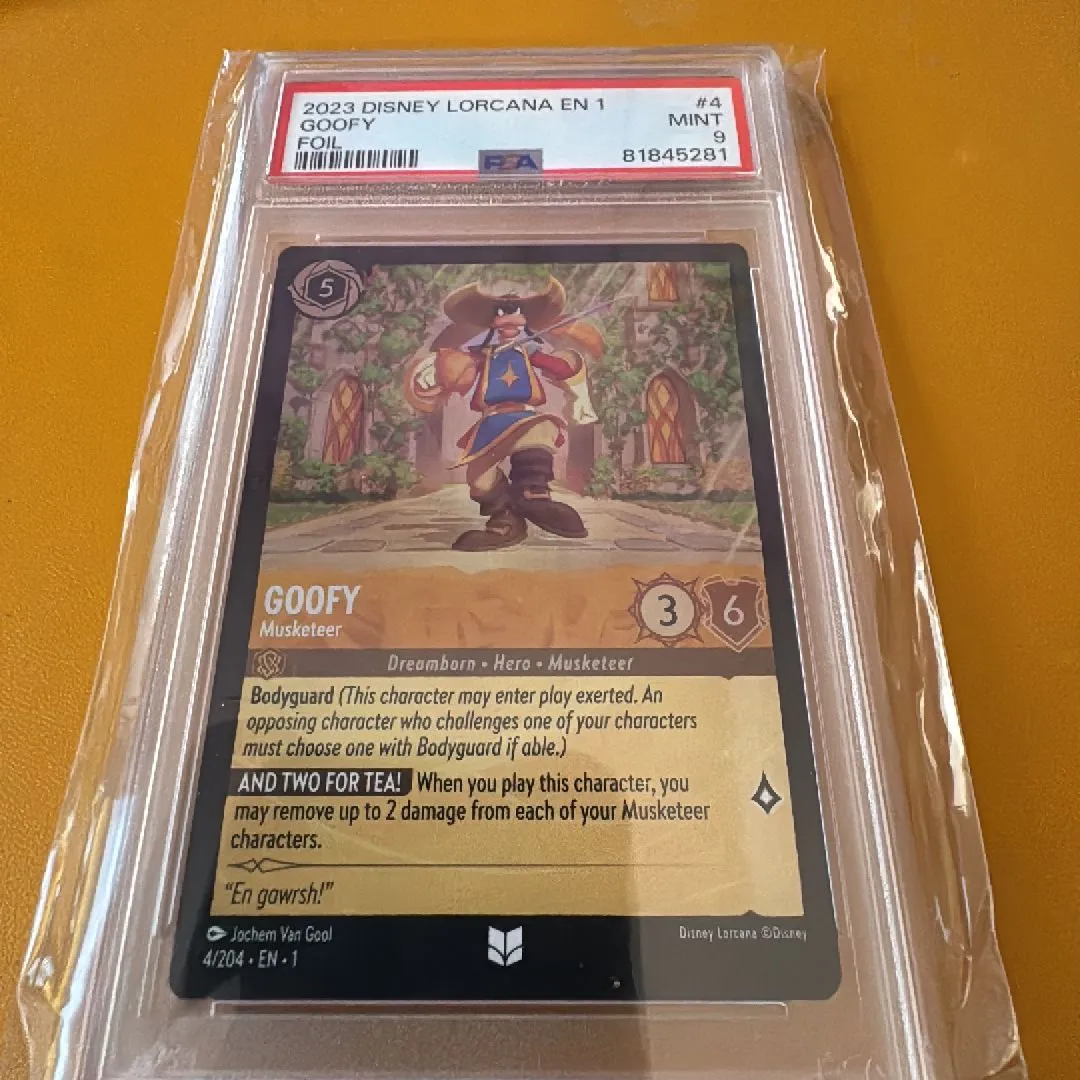 2023 DISNEY LORCANA EN 1 #4
GOOFY MINT
FOIL 9
PSA 81845281
5
GOOFY 3 6
Musketeer
Dreamborn • Hero • Musketeer
Bodyguard (This character may enter play exerted. An
opposing character who challenges one of your characters
must choose one with Bodyguard if able.)
AND TWO FOR TEA! When you play this character, you
may remove up to 2 damage from each of your Musketeer
characters.
“En gawrsh!”
Jochem Van Gool Disney Lorcana ©Disney
4/204 • EN • 1